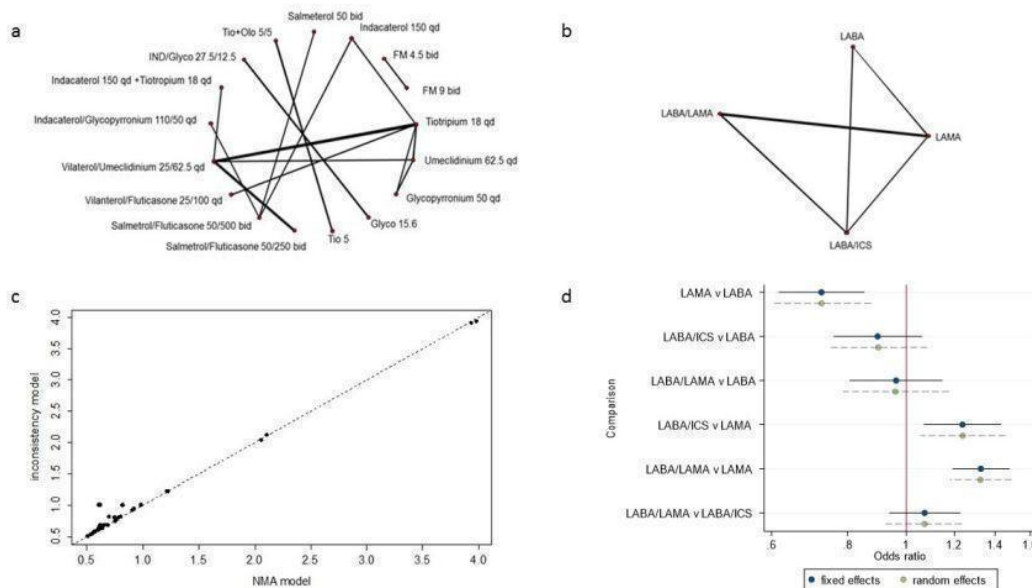 a
Salmeterol 50 bid
Tio+Olo 5/5
Indacaterol 150 qd
IND/Glyco 27.5/12.5
FM 4.5 bid
Indacaterol 150 qd +Tiotropium 18 qd
FM 9 bid
Indacaterol/Glycopyrronium 110/50 qd
Tiotripium 18 qd
Vilaterol/Umeclidinium 25/62.5 qd
Umeclidinium 62.5 qd
Vilanterol/Fluticasone 25/100 qd
Glycopyrronium 50 qd
Salmetrol/Fluticasone 50/500 bid
Glyco 15.6
Salmetrol/Fluticasone 50/250 bid
Tio 5
b
LABA
LABA/LAMA
LAMA
LABA/ICS
c
inconsistency model
4.0
3.5
3.0
2.5
2.0
1.5
1.0
0.5
0.5
1.0
1.5
2.0
2.5
3.0
3.5
4.0
NMA model
d
Comparison
LAMA v LABA
LABA/ICS v LABA
LABA/LAMA v LABA
LABA/ICS v LAMA
LABA/LAMA v LAMA
LABA/LAMA v LABA/ICS
.6
.8
1
1.2
1.4
Odds ratio
fixed effects
random effects